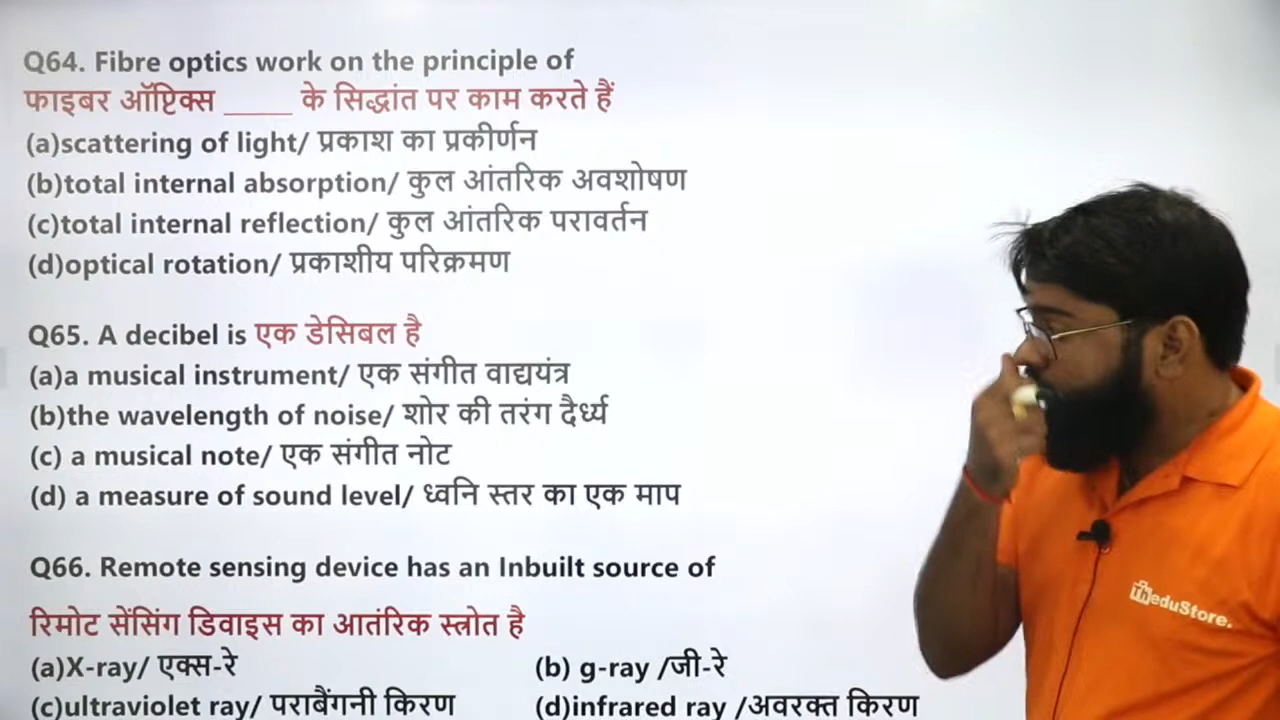 Q64. Fibre optics work on the principle of
फाइबर ऑप्टिक्स _____ के सिद्धांत पर काम करते हैं
(a)scattering of light/ प्रकाश का प्रकीर्णन
(b)total internal absorption/ कुल आंतरिक अवशोषण
(c)total internal reflection/ कुल आंतरिक परावर्तन
(d)optical rotation/ प्रकाशीय परिक्रमण
Q65. A decibel is एक डेसिबल है
(a)a musical instrument/ एक संगीत वाद्ययंत्र
(b)the wavelength of noise/ शोर की तरंग दैर्ध्य
(c) a musical note/ एक संगीत नोट
(d) a measure of sound level/ ध्वनि स्तर का एक माप
Q66. Remote sensing device has an Inbuilt source of
रिमोट सेंसिंग डिवाइस का आतंरिक स्त्रोत है
(a)X-ray/ एक्स-रे (b) g-ray /जी-रे
(c)ultraviolet ray/ पराबैंगनी किरण (d)infrared ray /अवरक्त किरण
TheduStore.